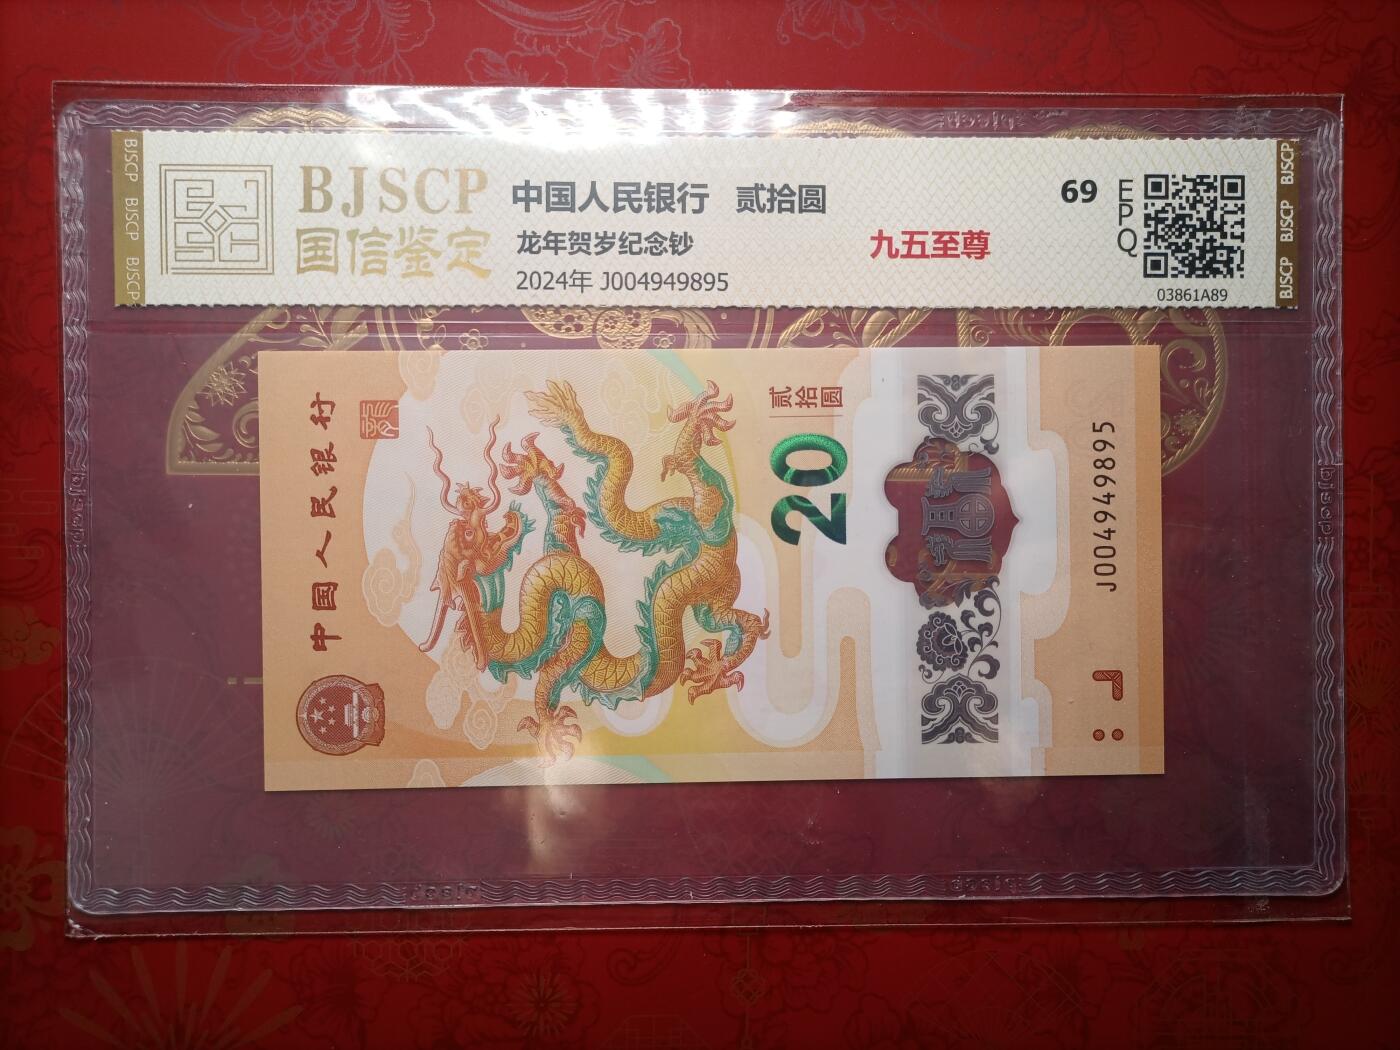 BJSCP BJSCP BJSCP
BJSCP
国信鉴定
中国人民银行 贰拾圆
龙年贺岁纪念钞
2024年 J004949895
九五至尊
69 EPQ
03861A89
BJSCP BJSCP BJSCP
中国人民银行
贰拾圆
20
J004949895